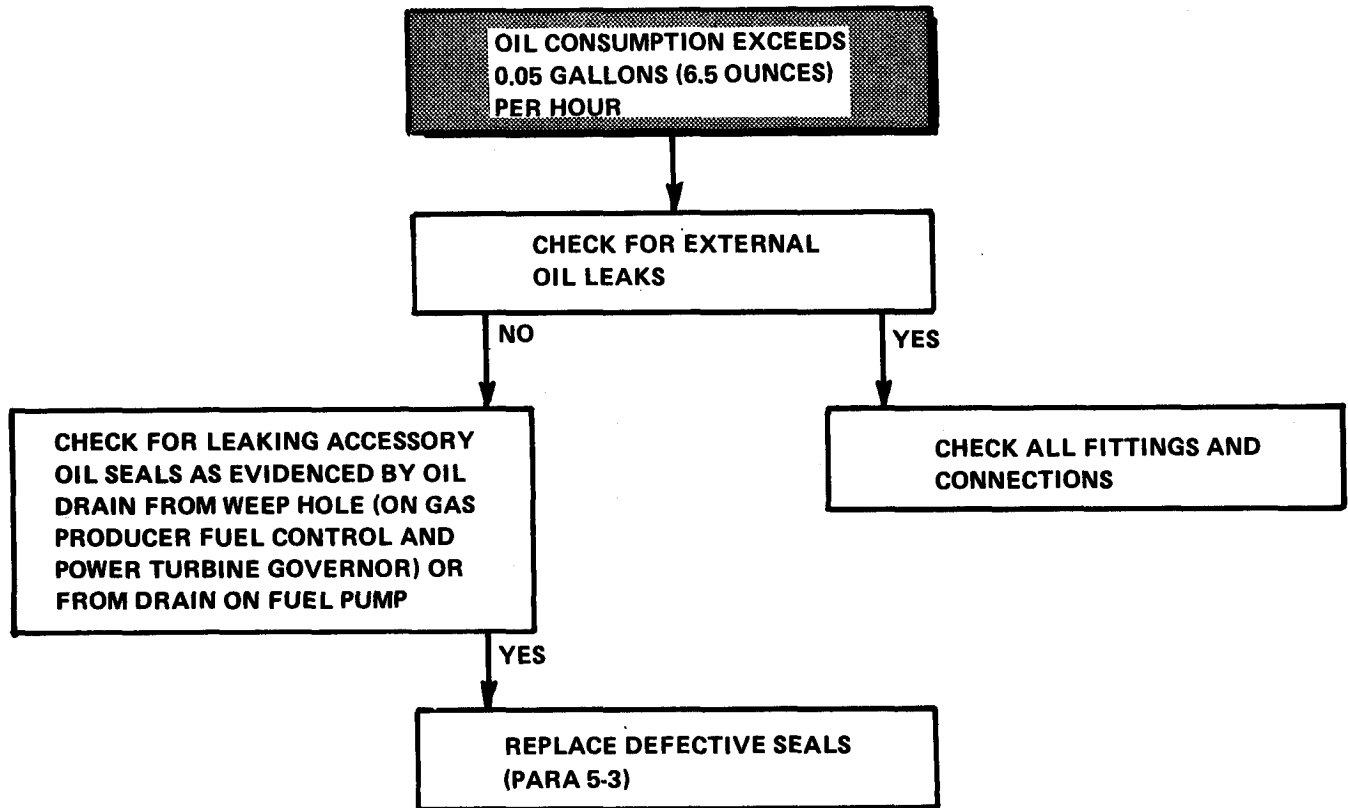 OIL CONSUMPTION EXCEEDS
0.05 GALLONS (6.5 OUNCES)
PER HOUR
CHECK FOR EXTERNAL
OIL LEAKS
NO
YES
CHECK FOR LEAKING ACCESSORY
OIL SEALS AS EVIDENCED BY OIL
DRAIN FROM WEEP HOLE (ON GAS
PRODUCER FUEL CONTROL AND
POWER TURBINE GOVERNOR) OR
FROM DRAIN ON FUEL PUMP
CHECK ALL FITTINGS AND
CONNECTIONS
YES
REPLACE DEFECTIVE SEALS
(PARA 5-3)